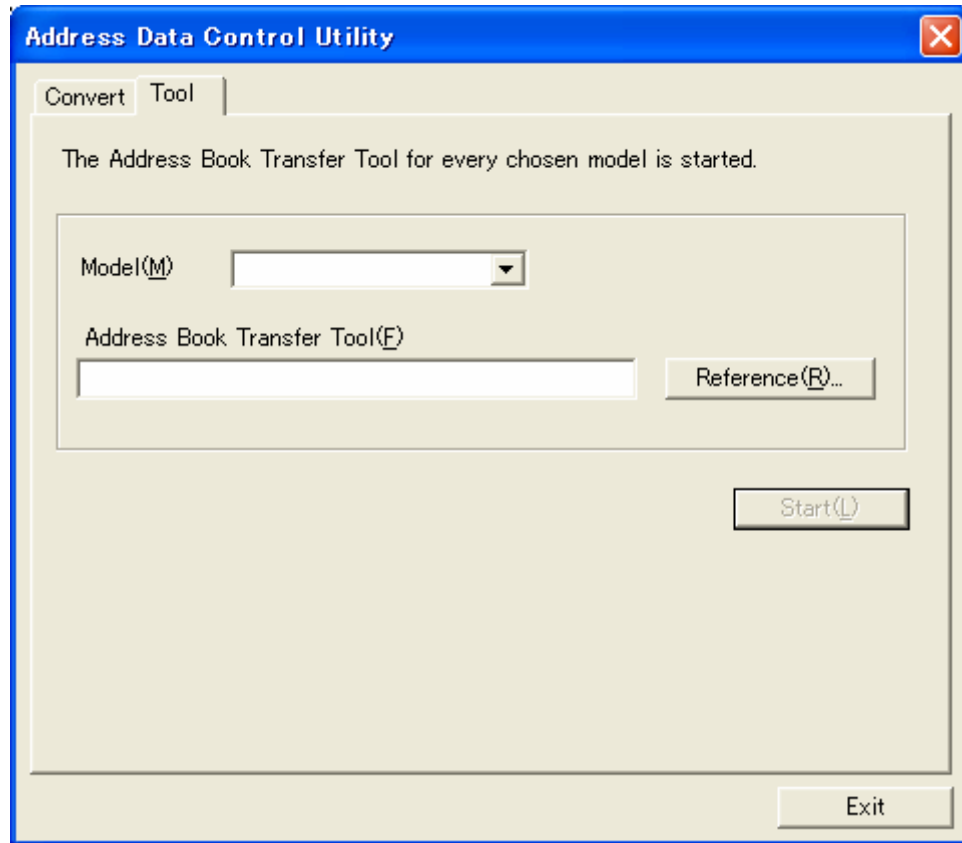 Address Data Control Utility
Convert Tool
The Address Book Transfer Tool for every chosen model is started.
Model(M)
Address Book Transfer Tool(F)
Reference(R)...
Start(L)
Exit